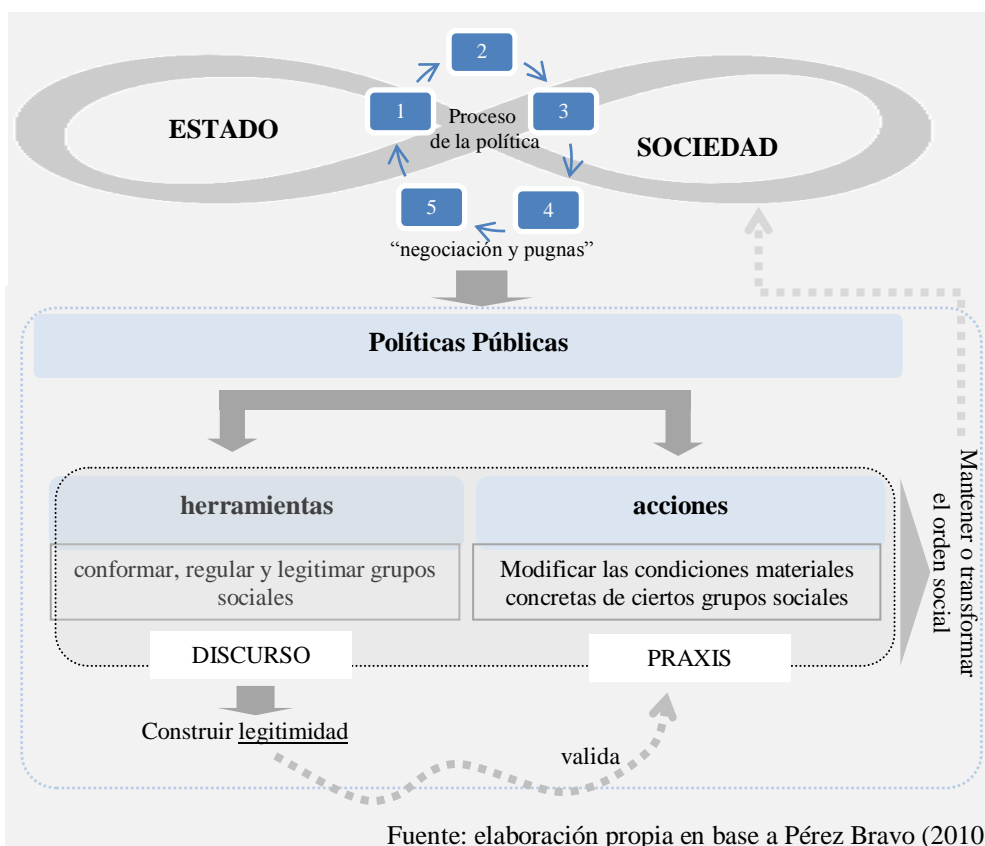 2
1
3
Proceso
de la política
ESTADO
SOCIEDAD
5
4
“negociación y pugnas”
Políticas Públicas
herramientas
acciones
conformar, regular y legitimar grupos
sociales
Modificar las condiciones materiales
concretas de ciertos grupos sociales
DISCURSO
PRAXIS
Construir legitimidad
valida
Mantener o transformar
el orden social
Fuente: elaboración propia en base a Pérez Bravo (2010